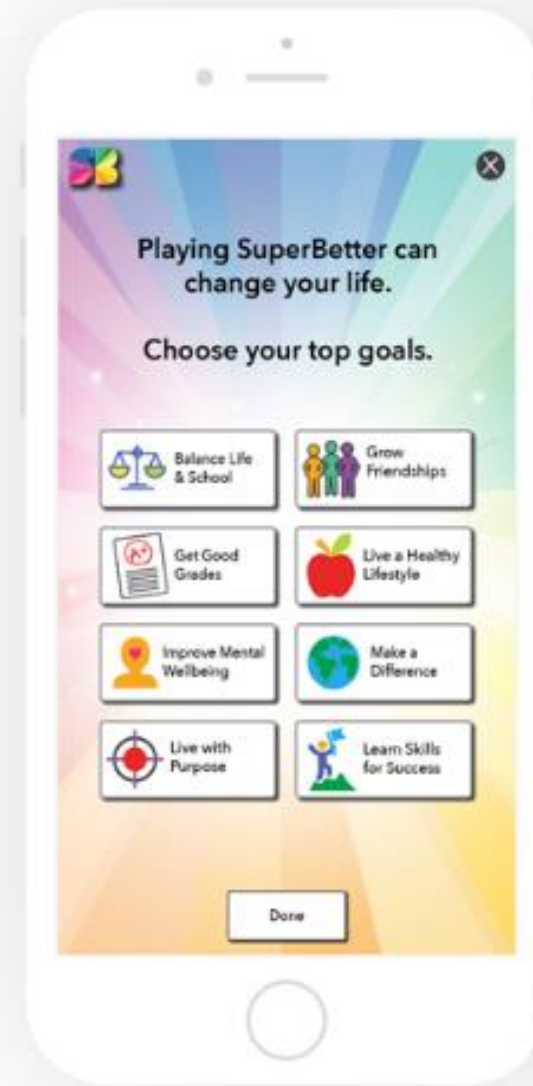 SB
Playing SuperBetter can
change your life.
Choose your top goals.
Balance Life
& School
Grow
Friendships
A+
Get Good
Grades
Live a Healthy
Lifestyle
Improve Mental
Wellbeing
Make a
Difference
Live with
Purpose
Learn Skills
for Success
Done